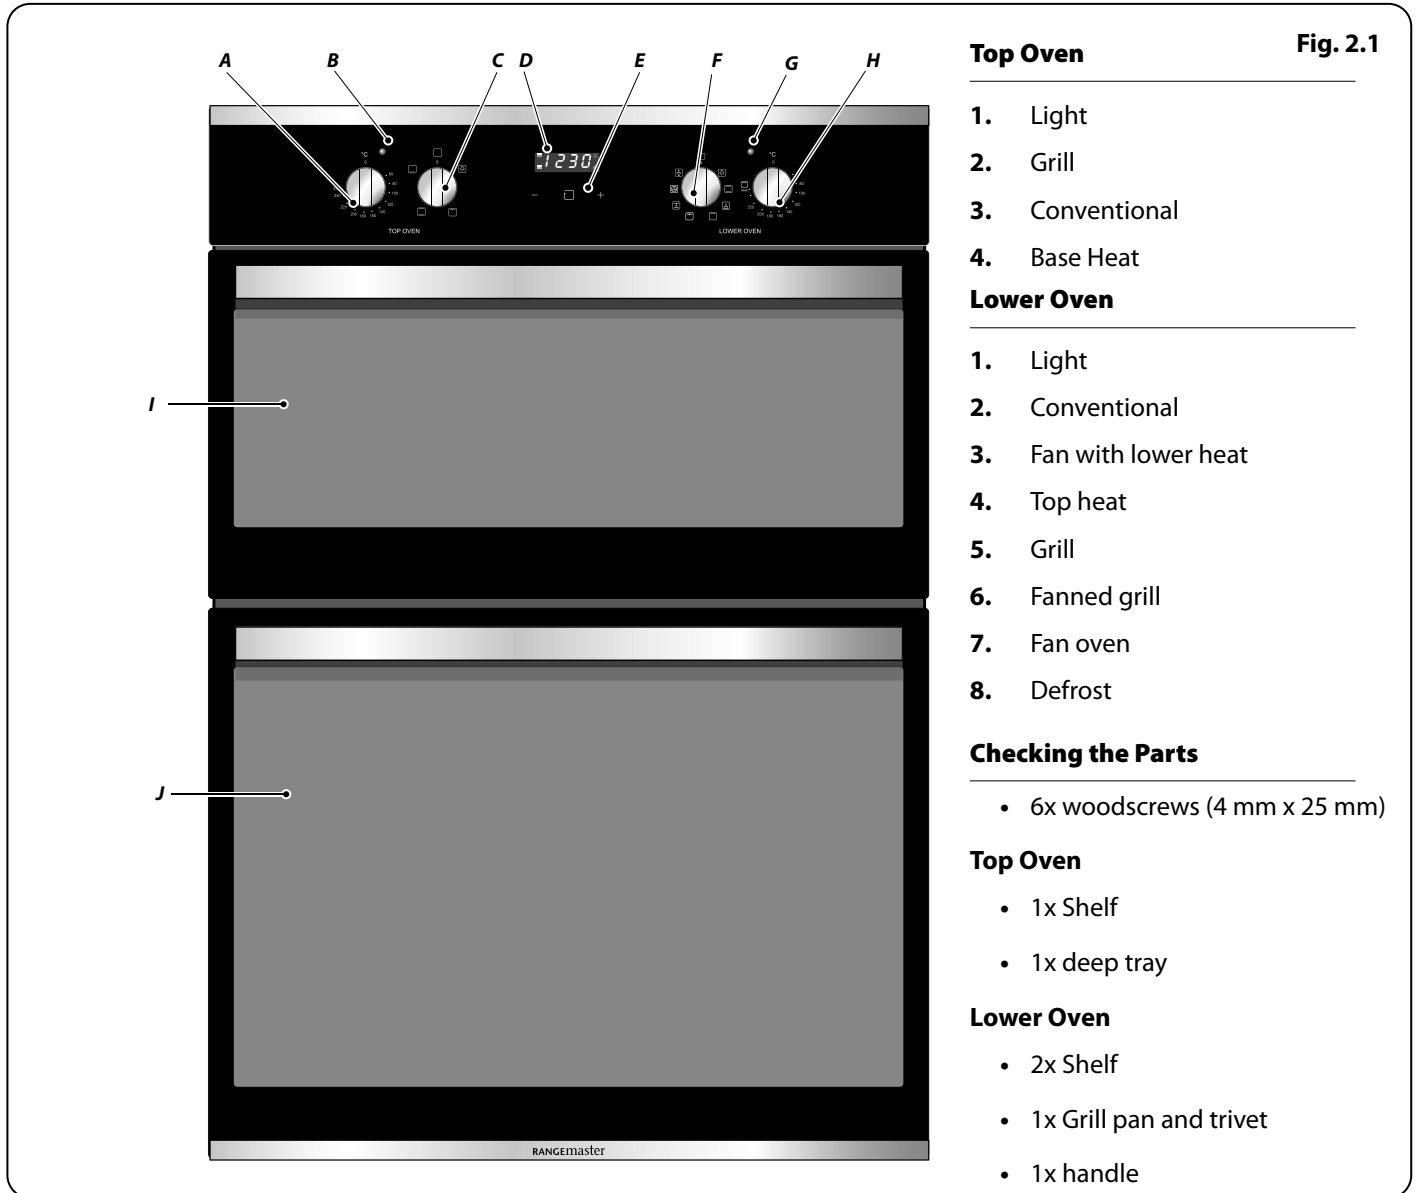 Fig. 2.1
A B C D E F G H
°C
0
1230
°C
0
TOP OVEN
LOWER OVEN
I
J
RANGEmaster
Top Oven
1. Light
2. Grill
3. Conventional
4. Base Heat
Lower Oven
1. Light
2. Conventional
3. Fan with lower heat
4. Top heat
5. Grill
6. Fanned grill
7. Fan oven
8. Defrost
Checking the Parts
• 6x woodscrews (4 mm x 25 mm)
Top Oven
• 1x Shelf
• 1x deep tray
Lower Oven
• 2x Shelf
• 1x Grill pan and trivet
• 1x handle